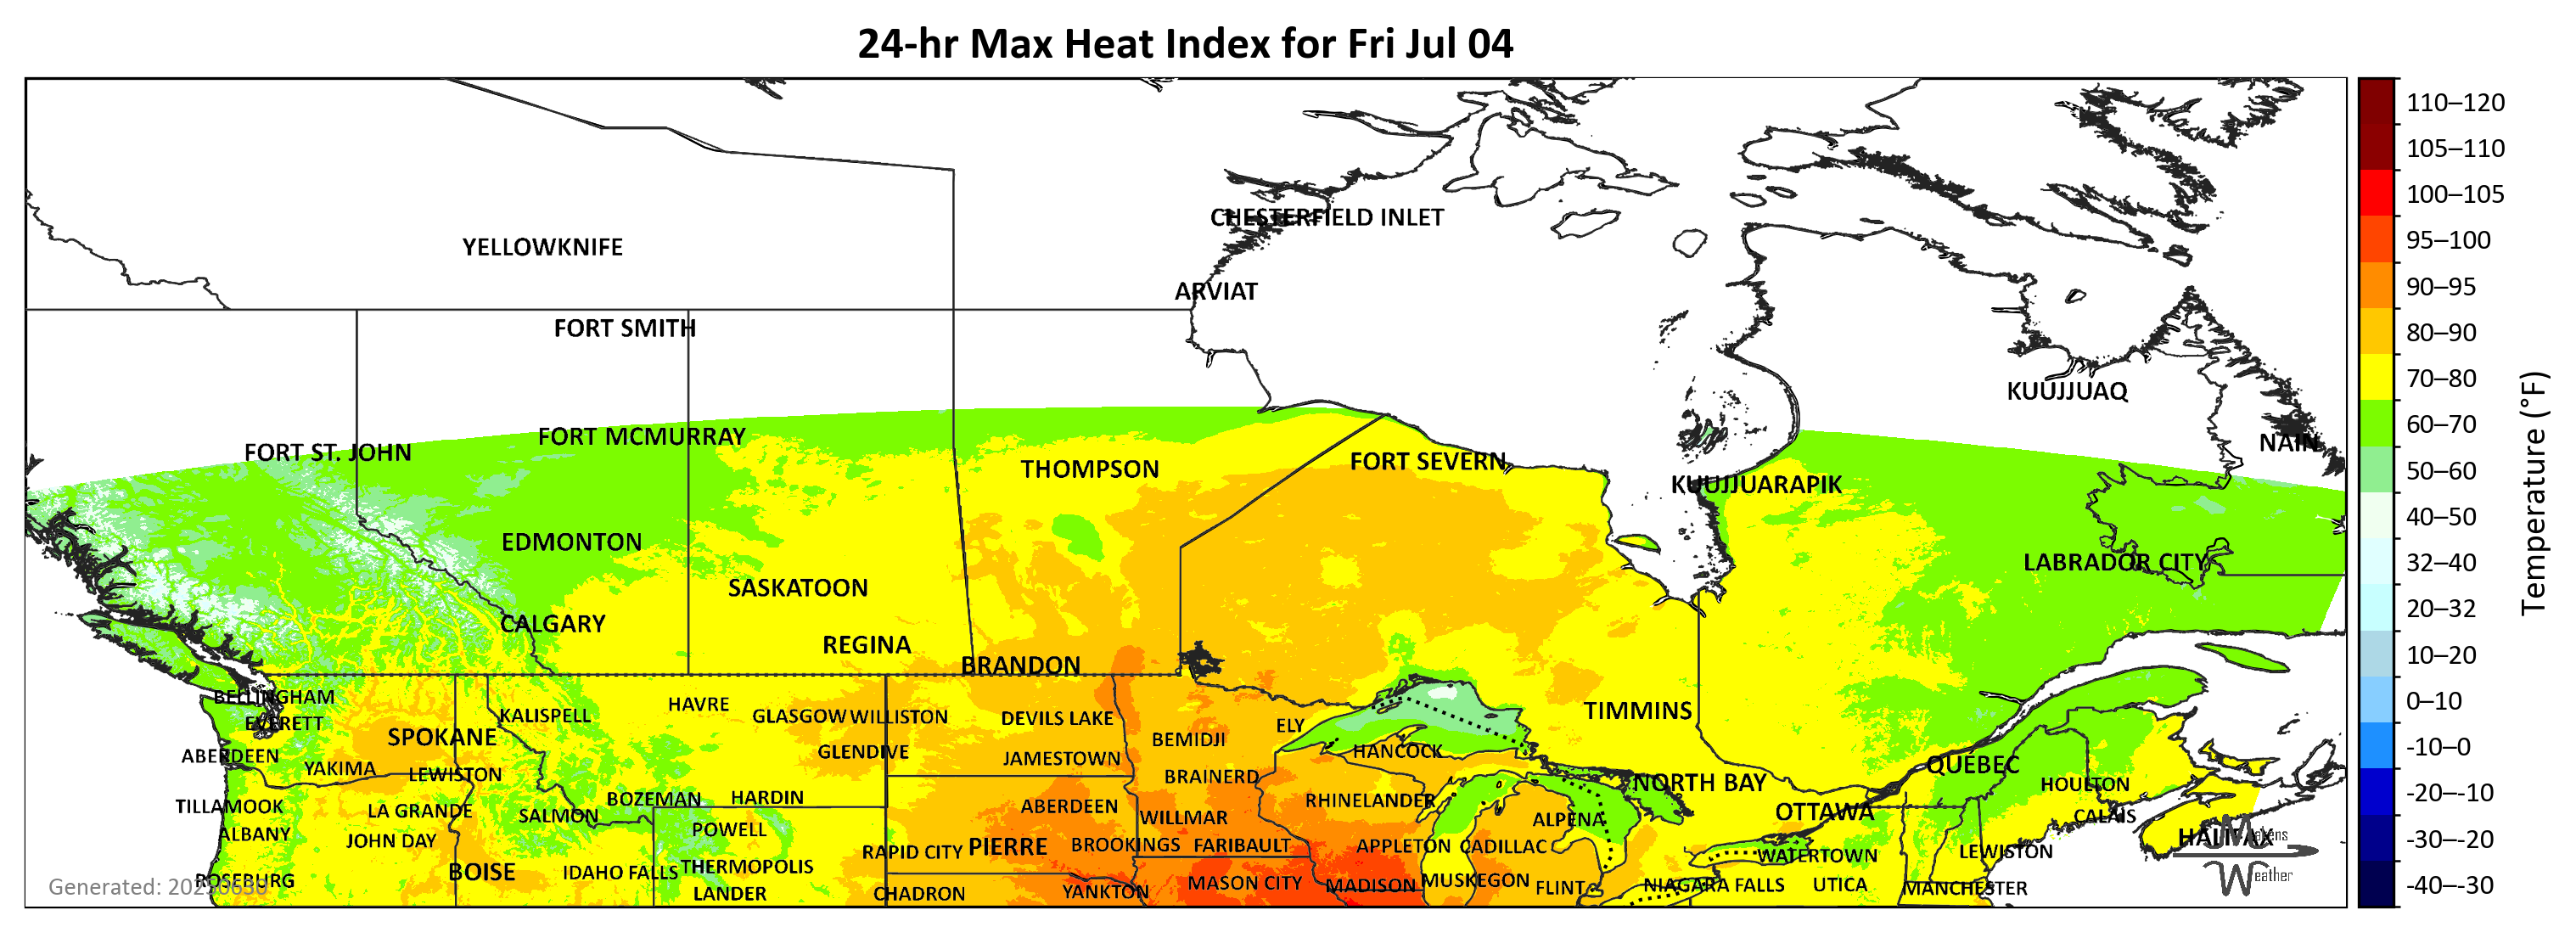 24-hr Max Heat Index for Fri Jul 04
110–120
105–110
100–105
95–100
90–95
80–90
70–80
60–70
50–60
40–50
32–40
20–32
10–20
0–10
-10–0
-20–-10
-30–-20
-40–-30
Temperature (°F)
CHESTERFIELD INLET
YELLOWKNIFE
ARVIAT
FORT SMITH
KUUJJUAQ
FORT MCMURRAY
NAIN
FORT ST. JOHN
THOMPSON
FORT SEVERN
KUUJJUARAPIK
EDMONTON
LABRADOR CITY
SASKATOON
CALGARY
REGINA
BRANDON
BELLINGHAM
HAVRE
KALISPELL
GLASGOW
WILLISTON
DEVILS LAKE
TIMMINS
EVERETT
ELY
SPOKANE
BEMIDJI
ABERDEEN
GLENDIVE
JAMESTOWN
HANCOCK
YAKIMA
LEWISTON
BRAINERD
QUÉBEC
NORTH BAY
HOULTON
TILLAMOOK
LA GRANDE
BOZEMAN
HARDIN
ABERDEEN
RHINELANDER
SALMON
WILLMAR
OTTAWA
CALAIS
ALBANY
JOHN DAY
POWELL
ALPENA
HALIFAX
RAPID CITY
PIERRE
BROOKINGS
FARIBAULT
APPLETON
CADILLAC
WATERTOWN
LEWISTON
BOISE
IDAHO FALLS
THERMOPOLIS
ROSEBURG
LANDER
CHADRON
YANKTON
MASON CITY
MADISON
MUSKEGON
FLINT
NIAGARA FALLS
UTICA
MANCHESTER
Generated: 20250630
Matens
Weather